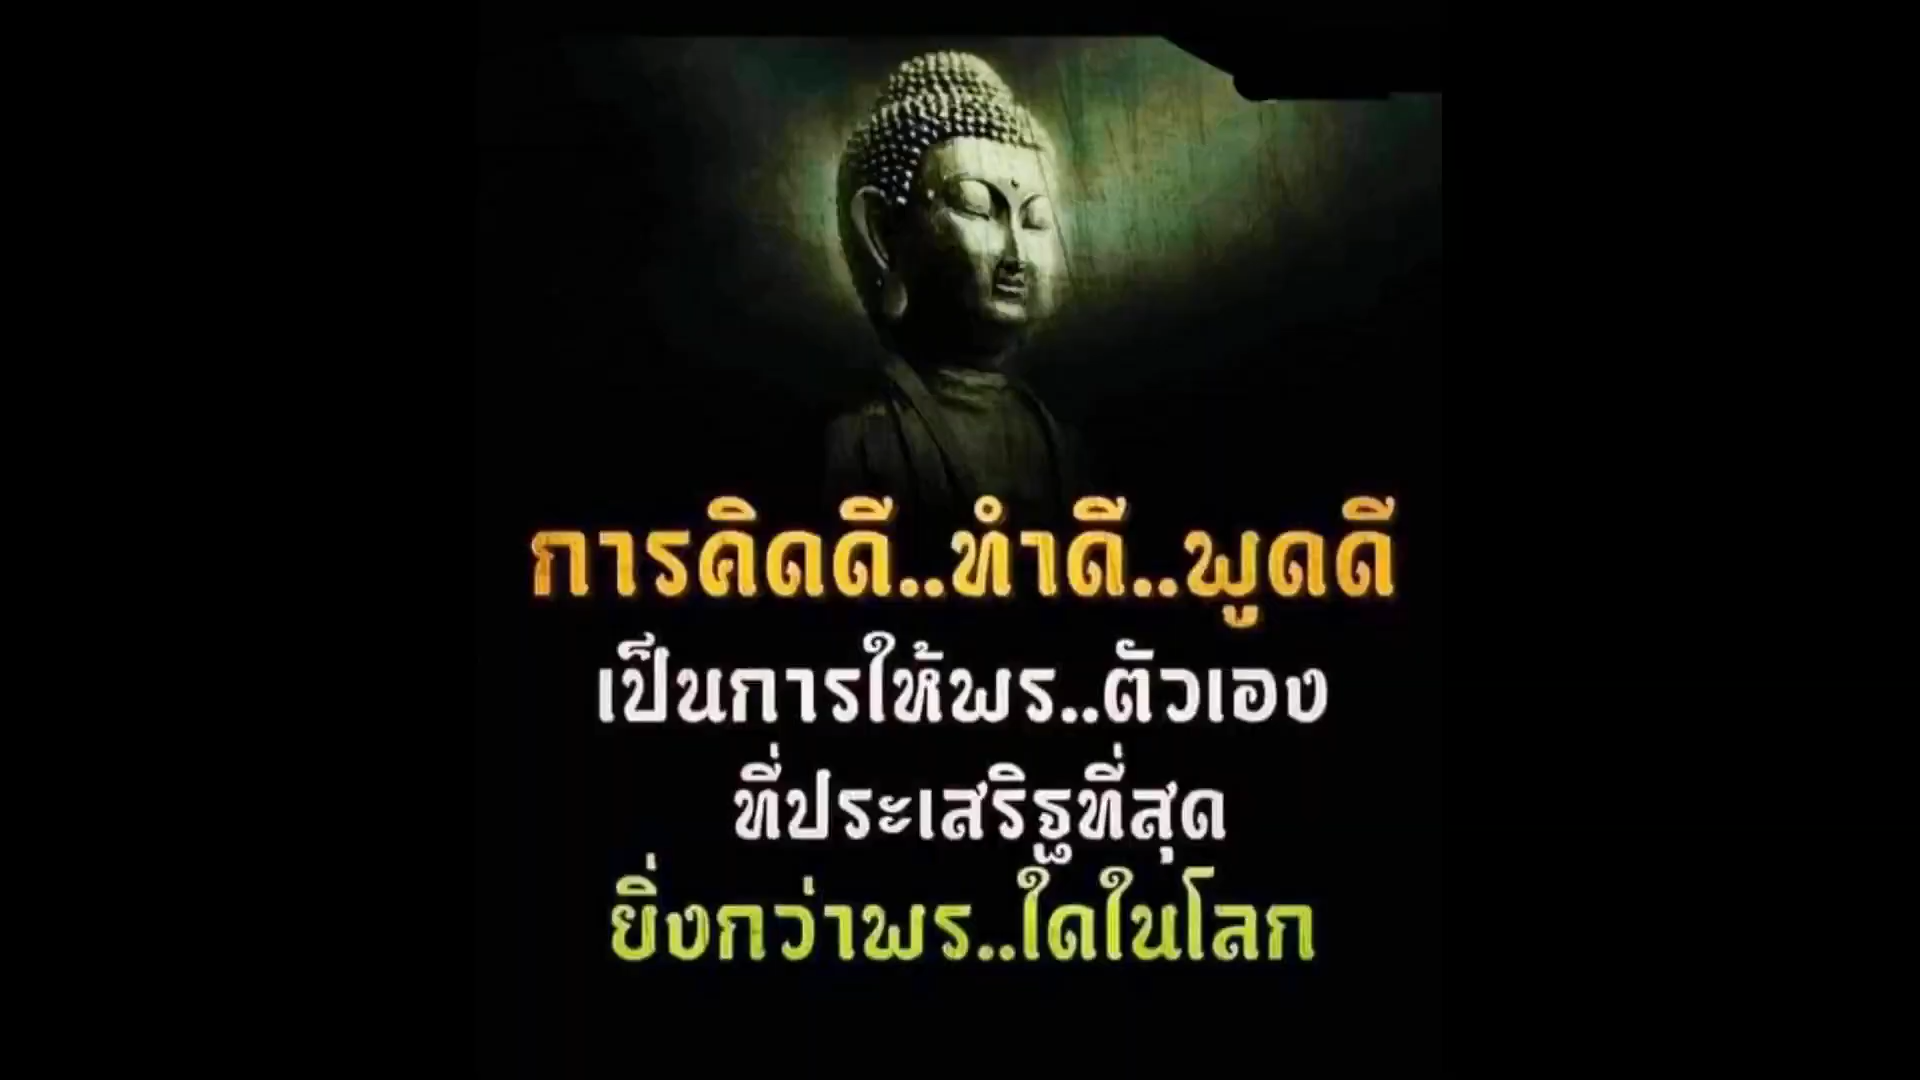 การคิดดี..ทำดี..พูดดี
เป็นการให้พร..ตัวเอง
ที่ประเสริฐที่สุด
ยิ่งกว่าพร..ใดในโลก